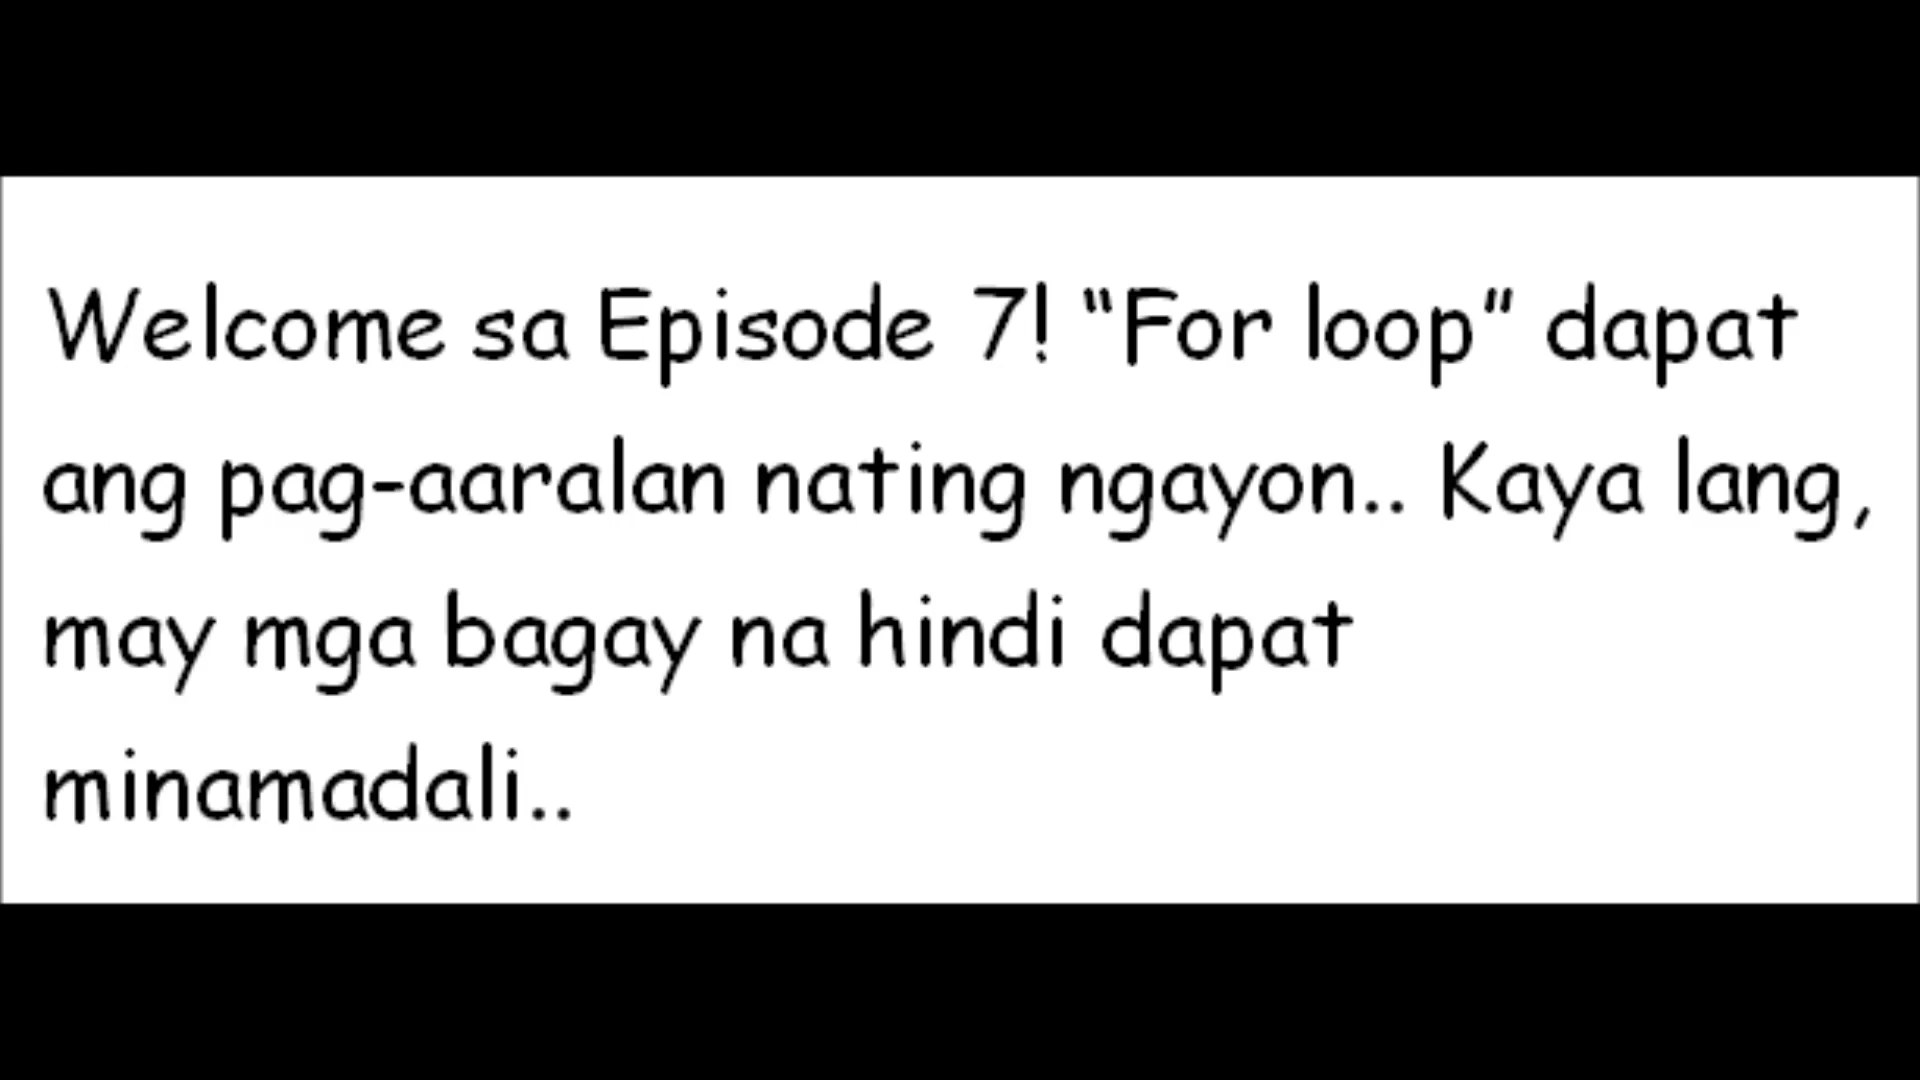 Welcome sa Episode 7! “For loop” dapat
ang pag-aaralan nating ngayon.. Kaya lang,
may mga bagay na hindi dapat
minamadali..